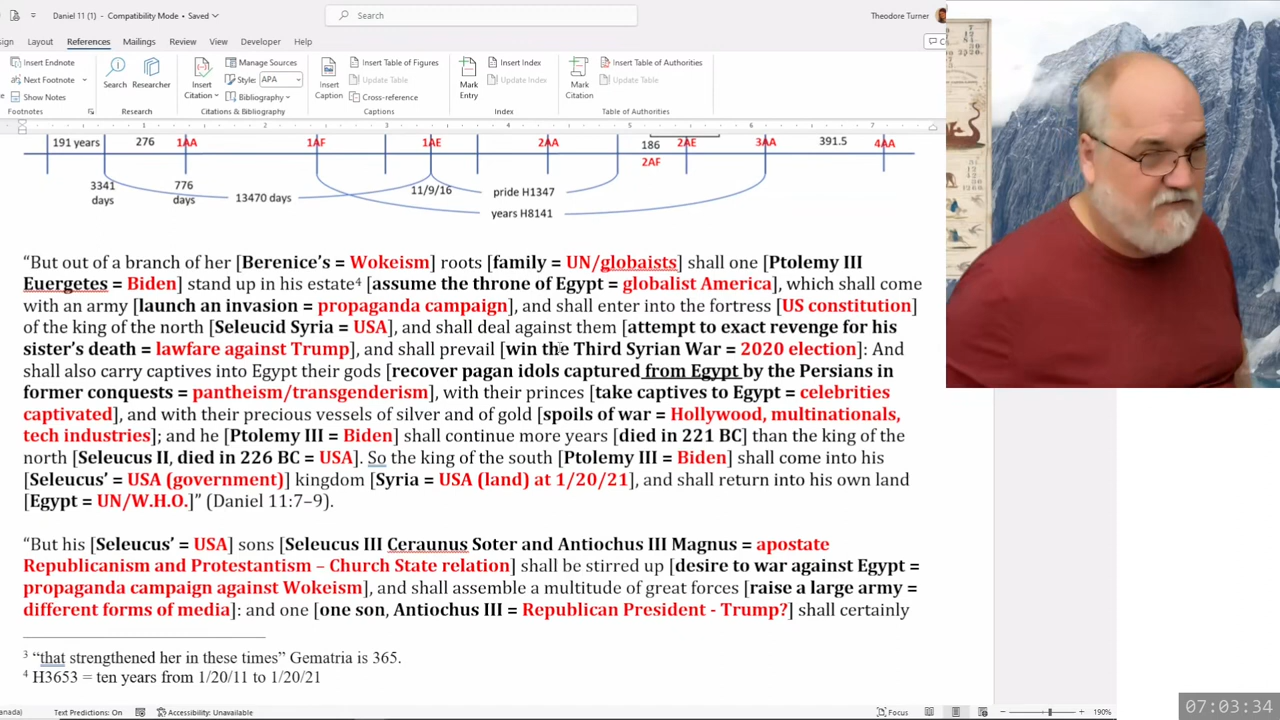 Daniel 11 (1) - Compatibility Mode • Saved
Search
Theodore Turner
Layout References Mailings Review View Developer Help
Insert Endnote
Next Footnote
Show Notes
Footnotes
Search
Researcher
Research
Insert Citation
Manage Sources
Style: APA
Bibliography
Citations & Bibliography
Insert Caption
Insert Table of Figures
Update Table
Cross-reference
Captions
Mark Entry
Insert Index
Update Index
Index
Mark Citation
Insert Table of Authorities
Update Table
Table of Authorities
1 2 3 4 5 6 7
191 years 276 1AA 1AF 1AE 2AA 186 2AE 3AA 391.5 4AA
2AF
3341 days
776 days
13470 days
11/9/16
pride H1347
years H8141
“But out of a branch of her [Berenice’s = Wokeism] roots [family = UN/globaists] shall one [Ptolemy III
Euergetes = Biden] stand up in his estate4 [assume the throne of Egypt = globalist America], which shall come
with an army [launch an invasion = propaganda campaign], and shall enter into the fortress [US constitution]
of the king of the north [Seleucid Syria = USA], and shall deal against them [attempt to exact revenge for his
sister’s death = lawfare against Trump], and shall prevail [win the Third Syrian War = 2020 election]: And
shall also carry captives into Egypt their gods [recover pagan idols captured from Egypt by the Persians in
former conquests = pantheism/transgenderism], with their princes [take captives to Egypt = celebrities
captivated], and with their precious vessels of silver and of gold [spoils of war = Hollywood, multinationals,
tech industries]; and he [Ptolemy III = Biden] shall continue more years [died in 221 BC] than the king of the
north [Seleucus II, died in 226 BC = USA]. So the king of the south [Ptolemy III = Biden] shall come into his
[Seleucus’ = USA (government)] kingdom [Syria = USA (land) at 1/20/21], and shall return into his own land
[Egypt = UN/W.H.O.]” (Daniel 11:7–9).
“But his [Seleucus’ = USA] sons [Seleucus III Ceraunus Soter and Antiochus III Magnus = apostate
Republicanism and Protestantism – Church State relation] shall be stirred up [desire to war against Egypt =
propaganda campaign against Wokeism], and shall assemble a multitude of great forces [raise a large army =
different forms of media]: and one [one son, Antiochus III = Republican President - Trump?] shall certainly
3 “that strengthened her in these times” Gematria is 365.
4 H3653 = ten years from 1/20/11 to 1/20/21
Text Predictions: On
Accessibility: Unavailable
Focus
190%
07:03:34